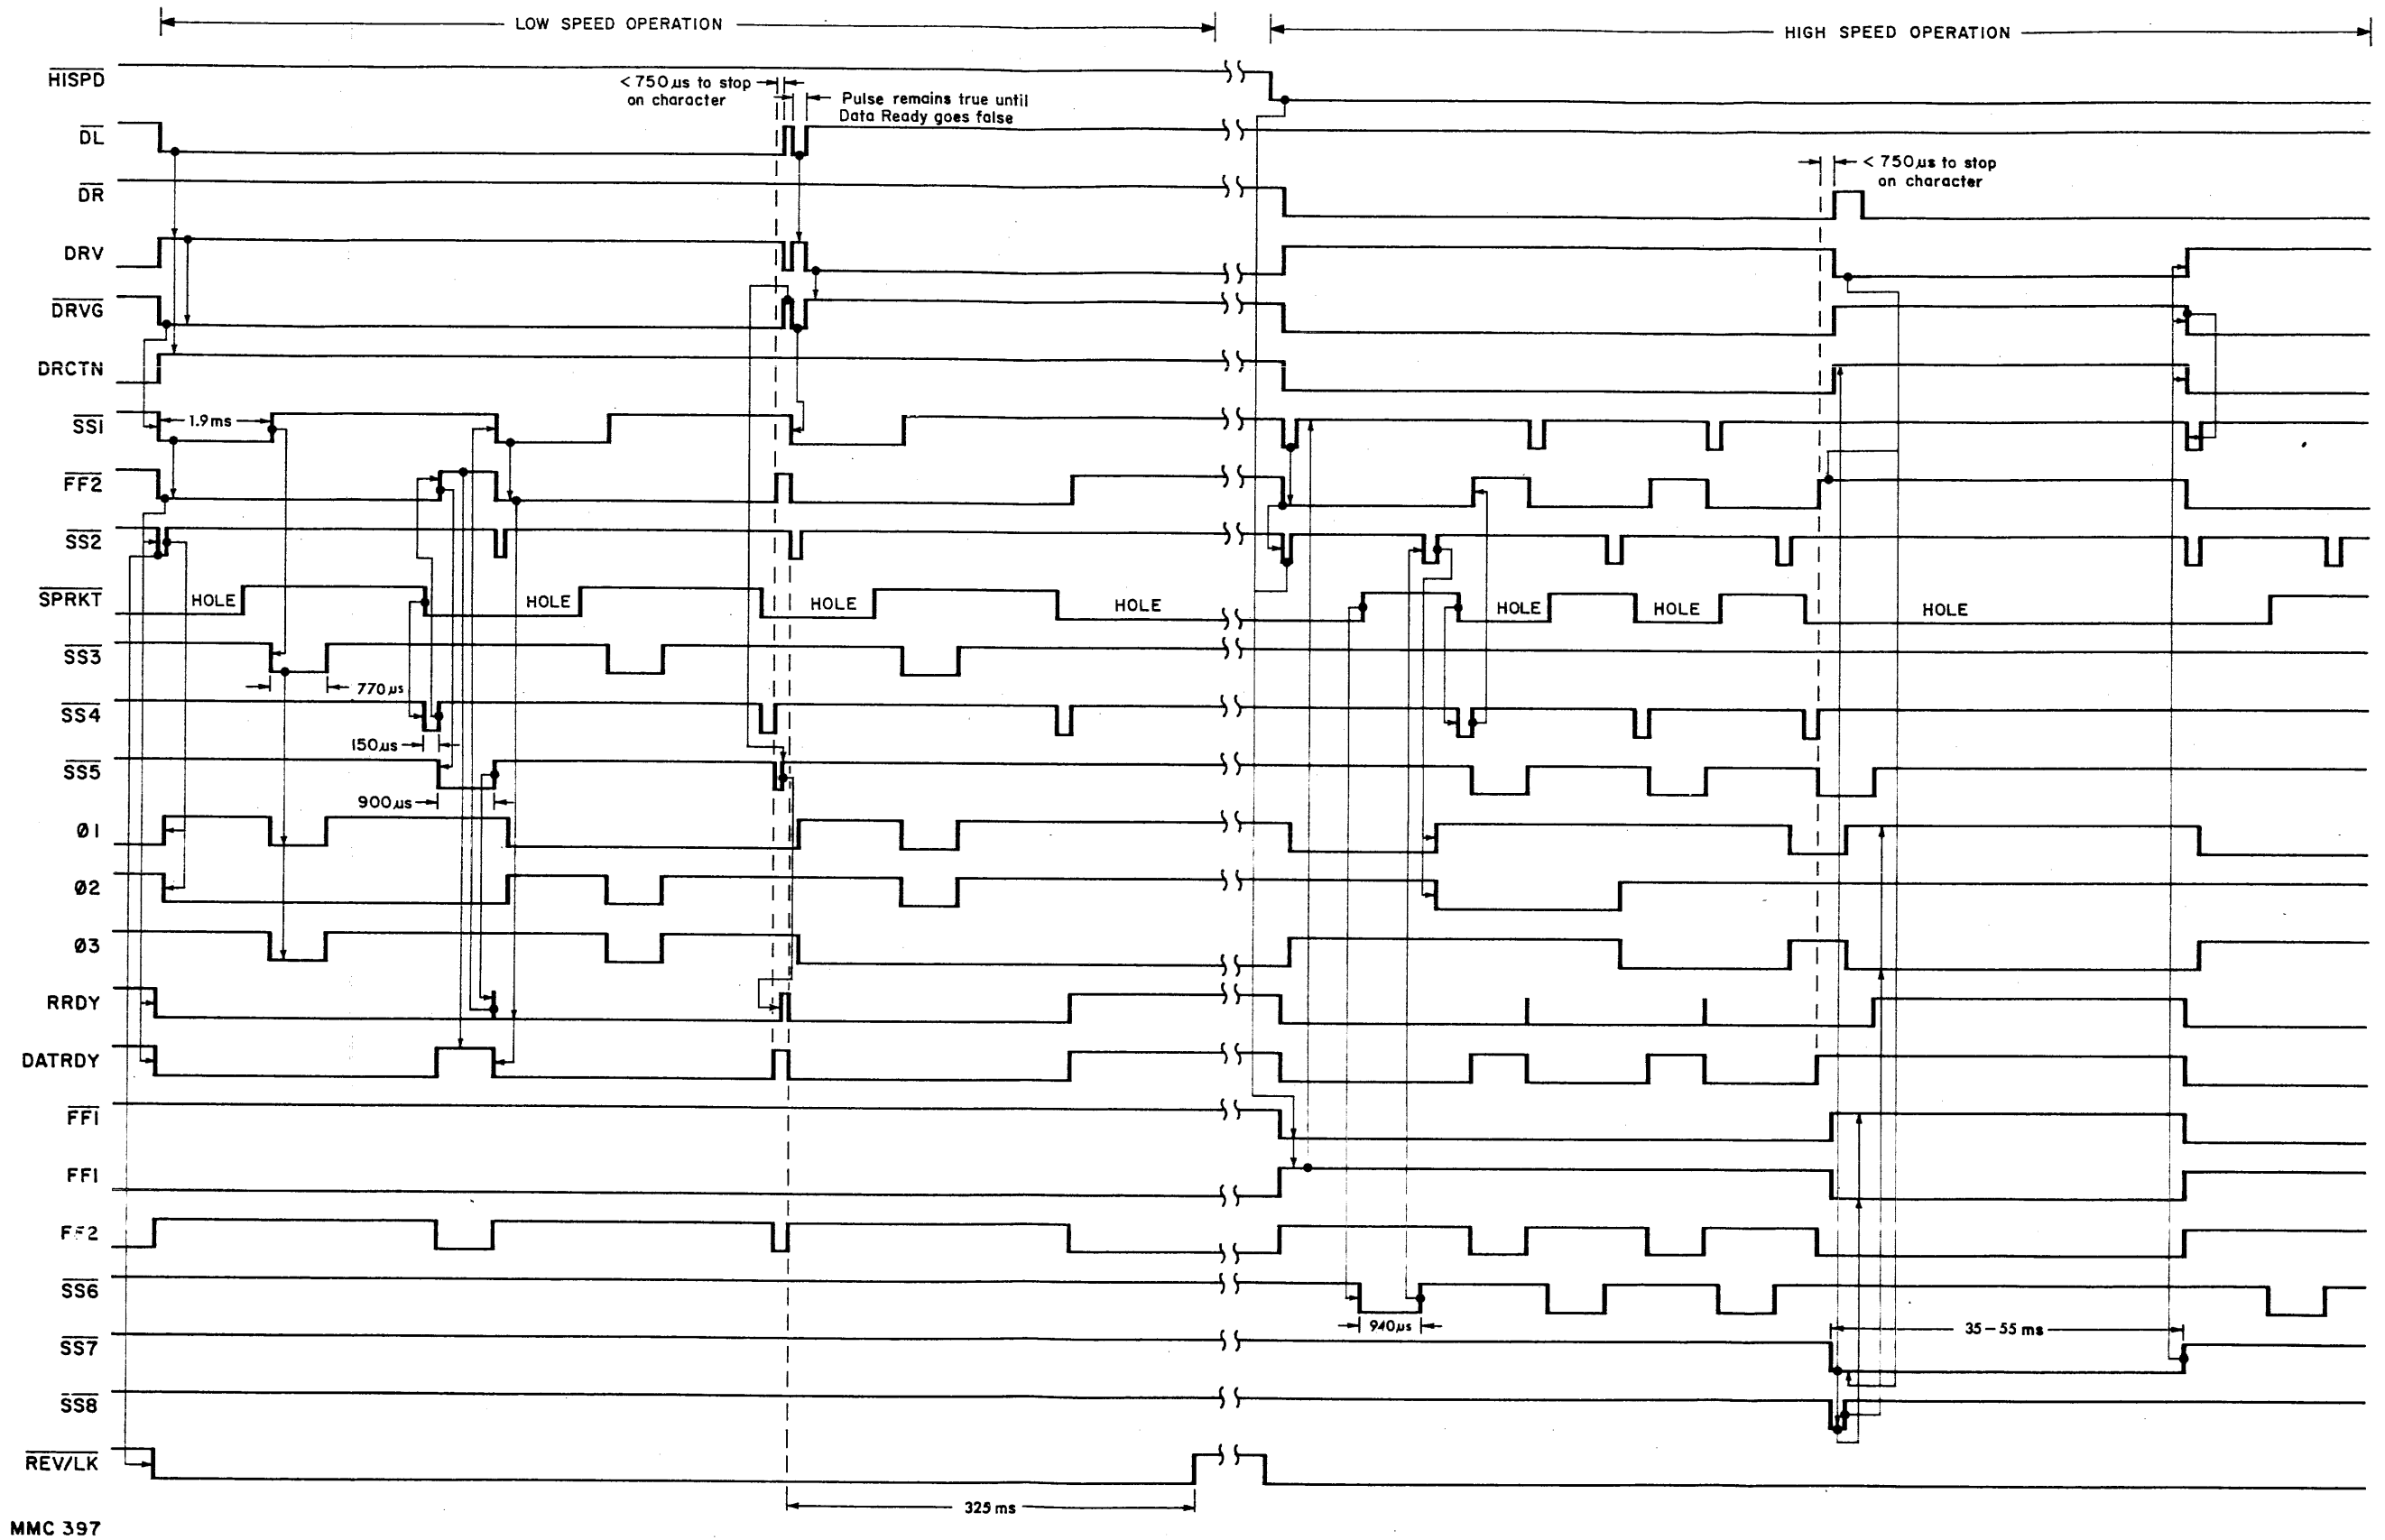 LOW SPEED OPERATION
HIGH SPEED OPERATION
HISPD
< 750 µs to stop
on character
Pulse remains true until
Data Ready goes false
DL
< 750 µs to stop
on character
DR
DRV
DRVG
DRCTN
SS1
1.9 ms
FF2
SS2
SPRKT
HOLE
HOLE
HOLE
HOLE
HOLE
HOLE
HOLE
SS3
770 µs
SS4
150 µs
SS5
900 µs
Ø1
Ø2
Ø3
RRDY
DATRDY
FF1
FF1
FF2
SS6
940 µs
SS7
35–55 ms
SS8
REV/LK
325 ms
MMC 397